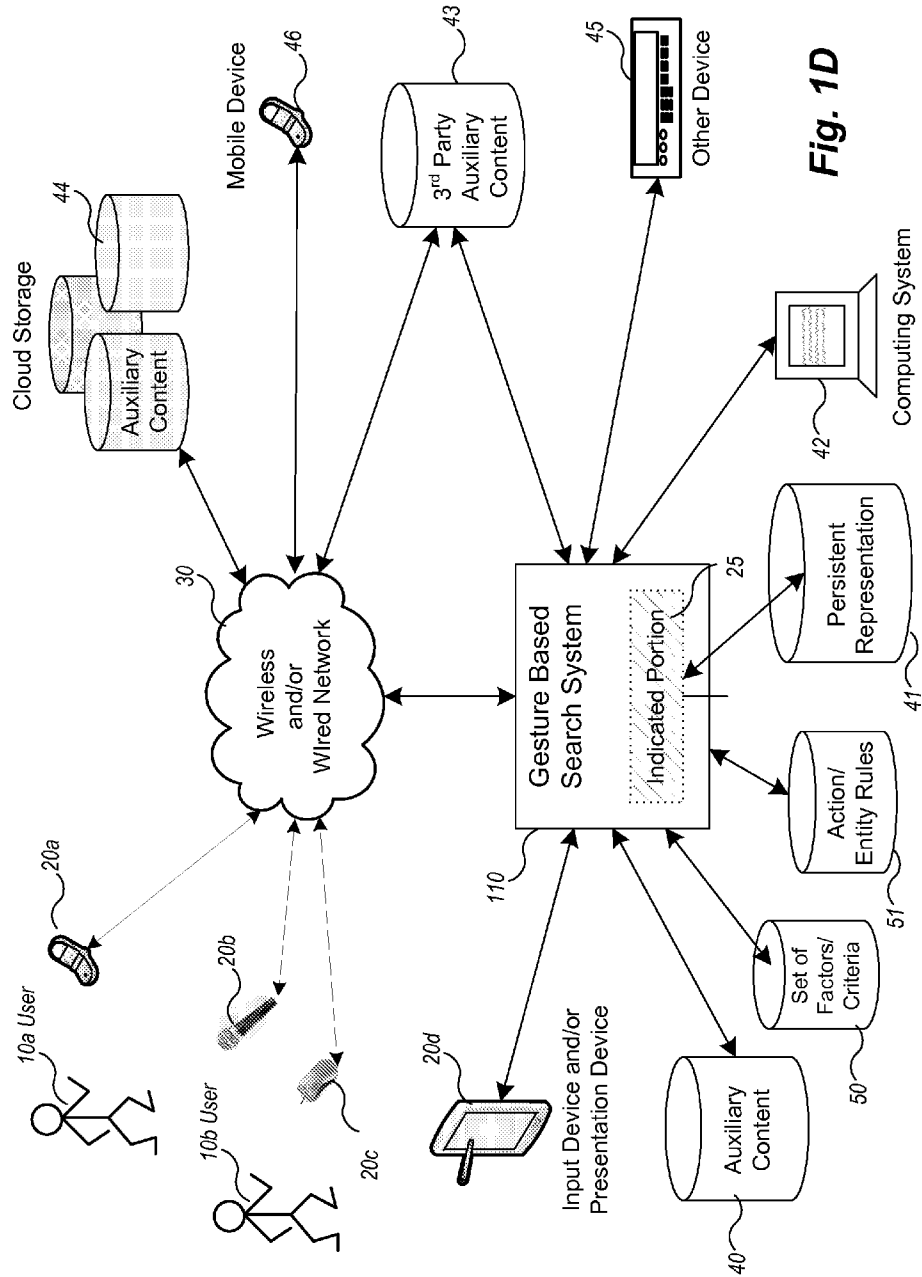 10a User
20a
10b User
20b
20c
20d
Input Device and/or
Presentation Device
30
Wireless
and/or
WIred Network
Cloud Storage
44
Auxiliary
Content
Mobile Device
46
43
3rd Party
Auxiliary
Content
45
Other Device
110
Gesture Based
Search System
Indicated Portion
25
40
Auxiliary
Content
50
Set of
Factors/
Criteria
51
Action/
Entity Rules
41
Persistent
Representation
42
Computing System
Fig. 1D